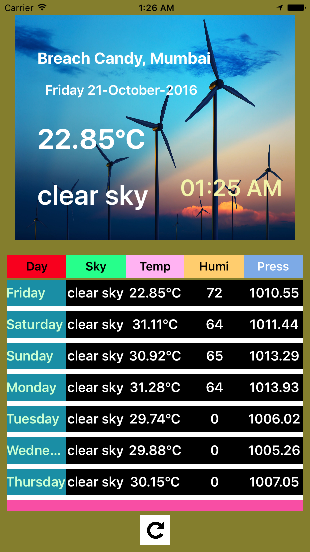 Carrier 1:26 AM
Breach Candy, Mumbai
Friday 21-October-2016
22.85°C
clear sky
01:25 AM
Day Sky Temp Humi Press
Friday clear sky 22.85°C 72 1010.55
Saturday clear sky 31.11°C 64 1011.44
Sunday clear sky 30.92°C 65 1013.29
Monday clear sky 31.28°C 64 1013.93
Tuesday clear sky 29.74°C 0 1006.02
Wedne... clear sky 29.88°C 0 1005.26
Thursday clear sky 30.15°C 0 1007.05